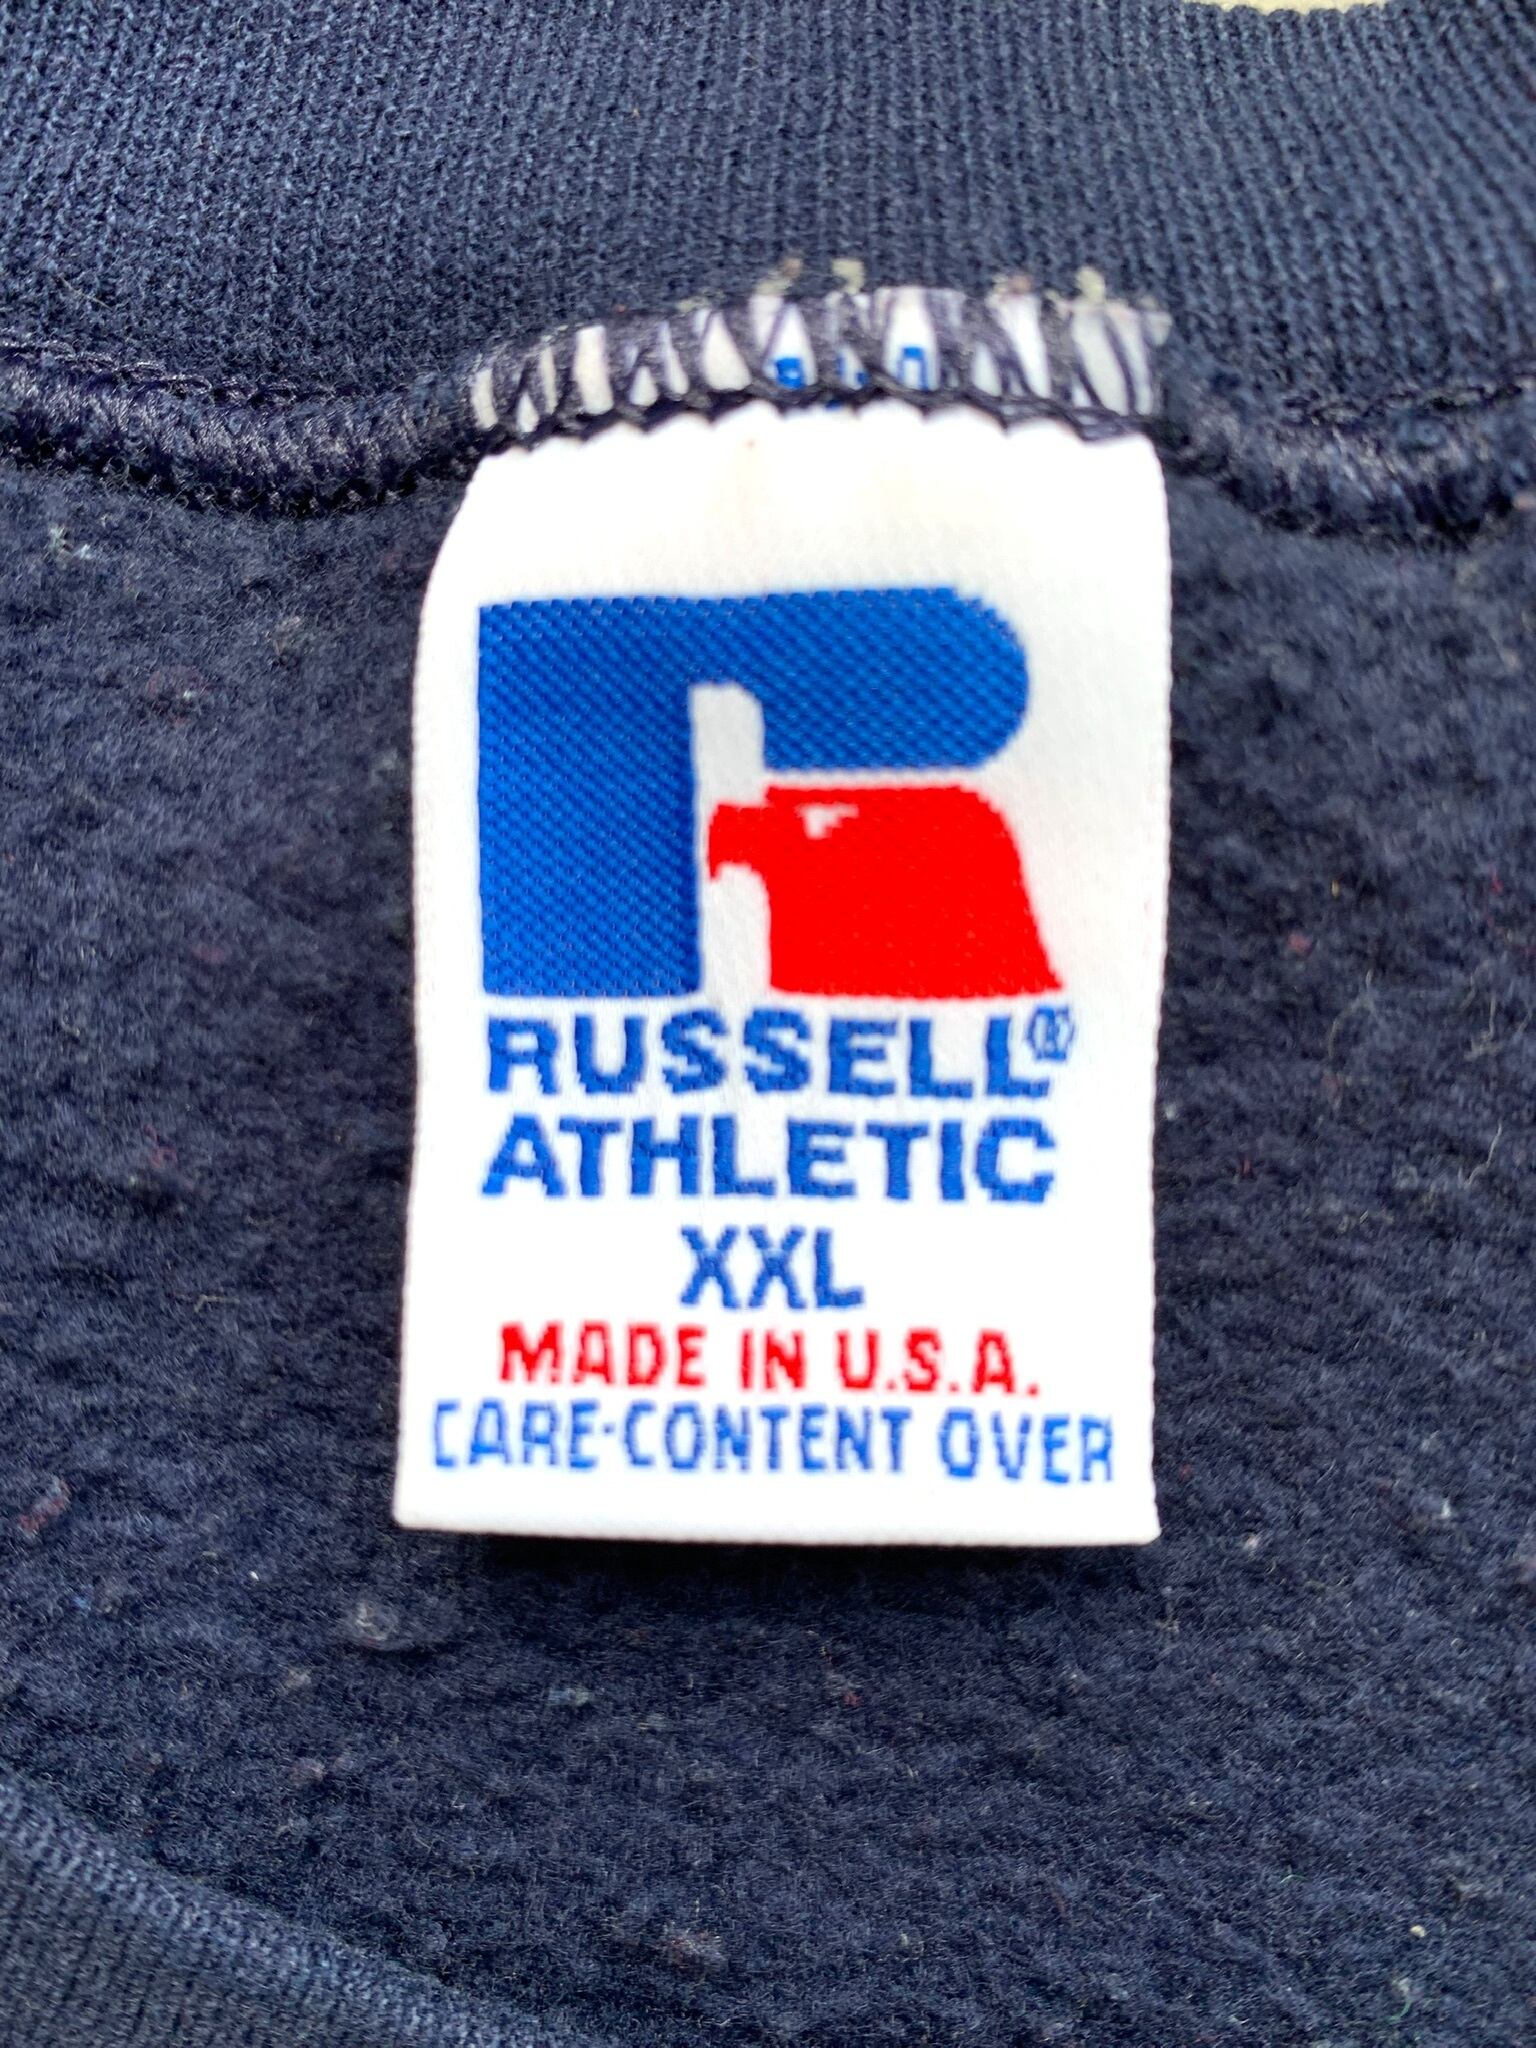 RUSSELL®
ATHLETIC
XXL
MADE IN U.S.A.
CARE-CONTENT OVER